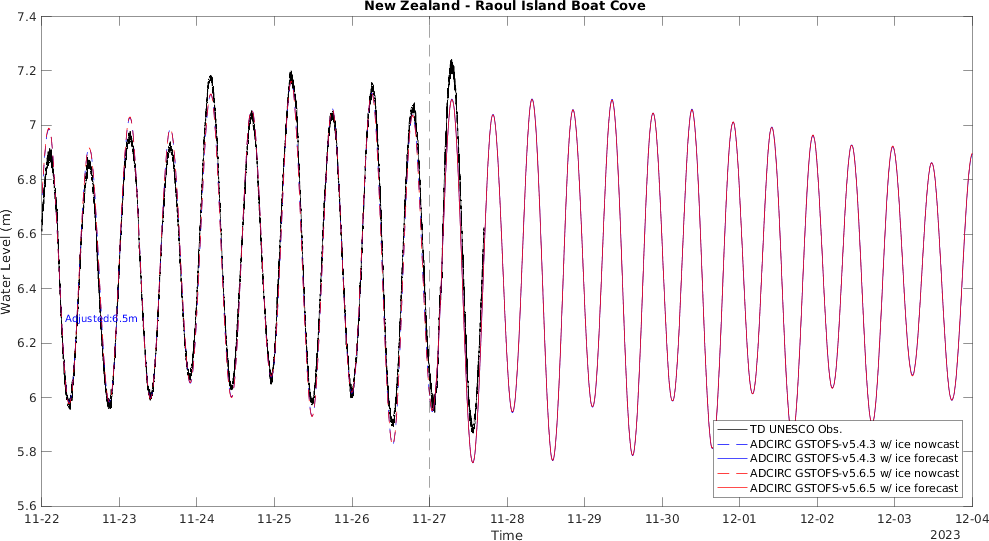 New Zealand - Raoul Island Boat Cove
7.4
7.2
7
6.8
6.6
6.4
6.2
6
5.8
5.6
Water Level (m)
Adjusted:6.5m
TD UNESCO Obs.
ADCIRC GSTOFS-v5.4.3 w/ ice nowcast
ADCIRC GSTOFS-v5.4.3 w/ ice forecast
ADCIRC GSTOFS-v5.6.5 w/ ice nowcast
ADCIRC GSTOFS-v5.6.5 w/ ice forecast
11-22 11-23 11-24 11-25 11-26 11-27 11-28 11-29 11-30 12-01 12-02 12-03 12-04
Time
2023